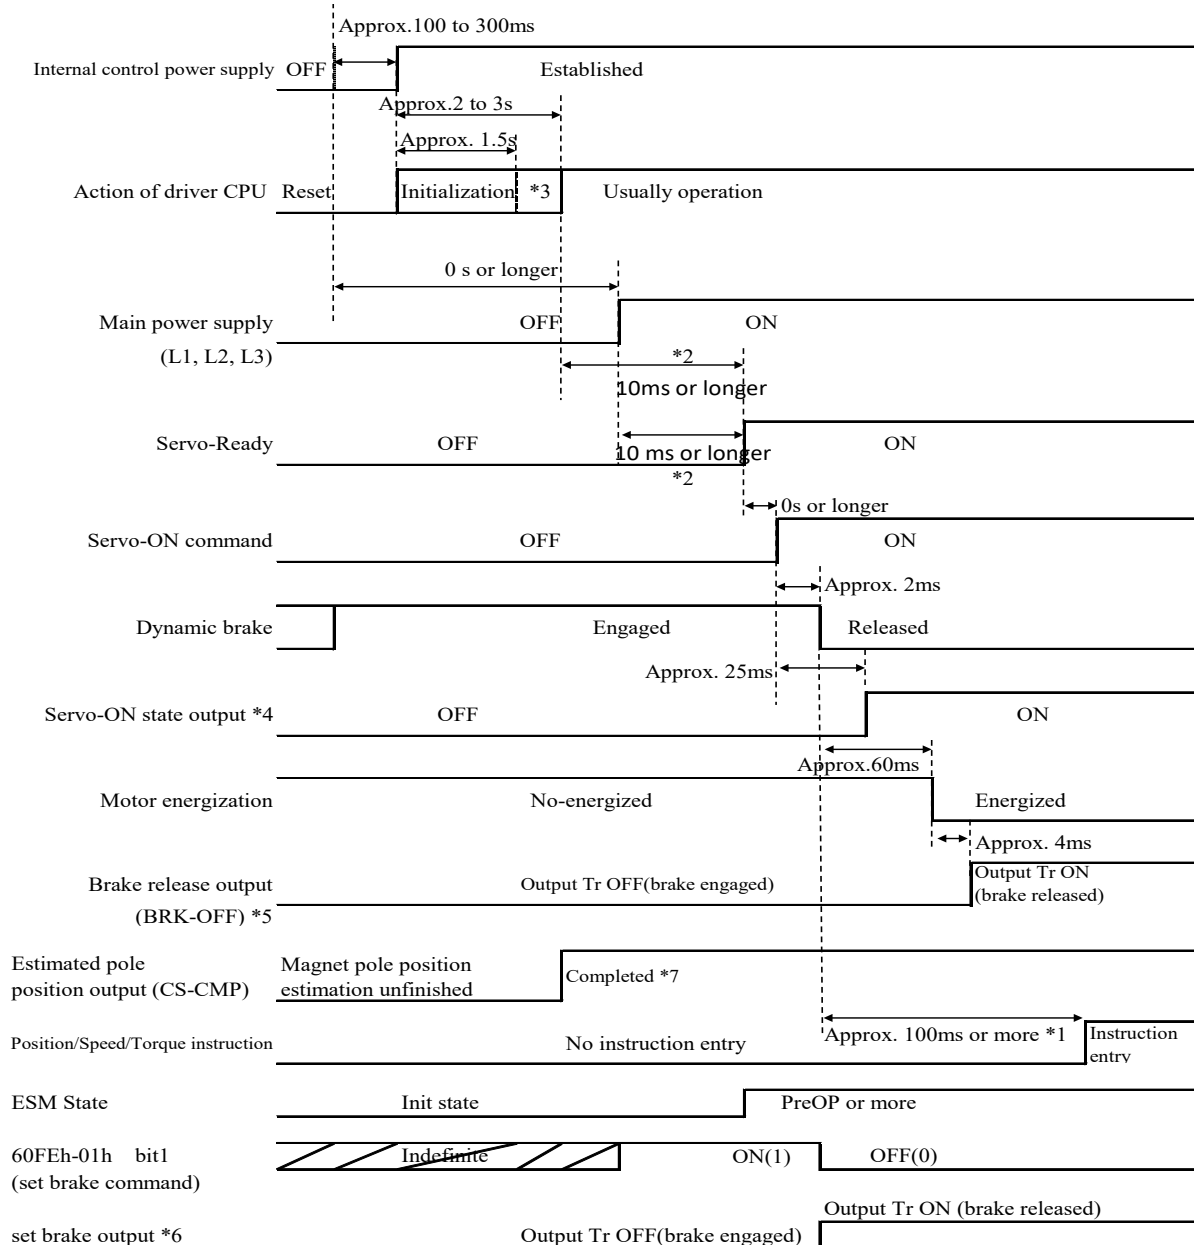 Approx.100 to 300ms
Internal control power supply OFF Established
Approx.2 to 3s
Approx. 1.5s
Action of driver CPU Reset Initialization *3 Usually operation
0 s or longer
Main power supply OFF ON
(L1, L2, L3)
*2
10ms or longer
Servo-Ready OFF ON
10 ms or longer
*2
0s or longer
Servo-ON command OFF ON
Approx. 2ms
Dynamic brake Engaged Released
Approx. 25ms
Servo-ON state output *4 OFF ON
Approx.60ms
Motor energization No-energized Energized
Approx. 4ms
Brake release output Output Tr OFF(brake engaged) Output Tr ON
(BRK-OFF) *5 (brake released)
Estimated pole Magnet pole position Completed *7
position output (CS-CMP) estimation unfinished
Approx. 100ms or more *1
Position/Speed/Torque instruction No instruction entry Instruction
entry
ESM State Init state PreOP or more
60FEh-01h bit1 Indefinite ON(1) OFF(0)
(set brake command)
Output Tr ON (brake released)
set brake output *6 Output Tr OFF(brake engaged)